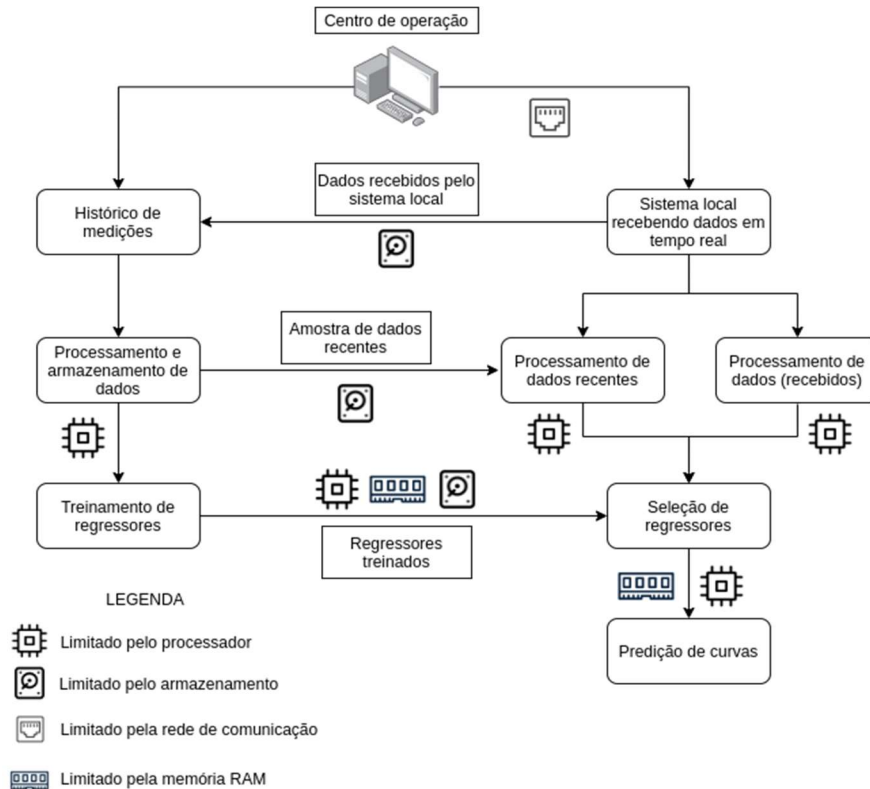 Centro de operação
Dados recebidos pelo
sistema local
Histórico de
medições
Sistema local
recebendo dados em
tempo real
Amostra de dados
recentes
Processamento e
armazenamento de
dados
Processamento de
dados recentes
Processamento de
dados (recebidos)
Treinamento de
regressores
Seleção de
regressores
Regressores
treinados
LEGENDA
Limitado pelo processador
Predição de curvas
Limitado pelo armazenamento
Limitado pela rede de comunicação
Limitado pela memória RAM